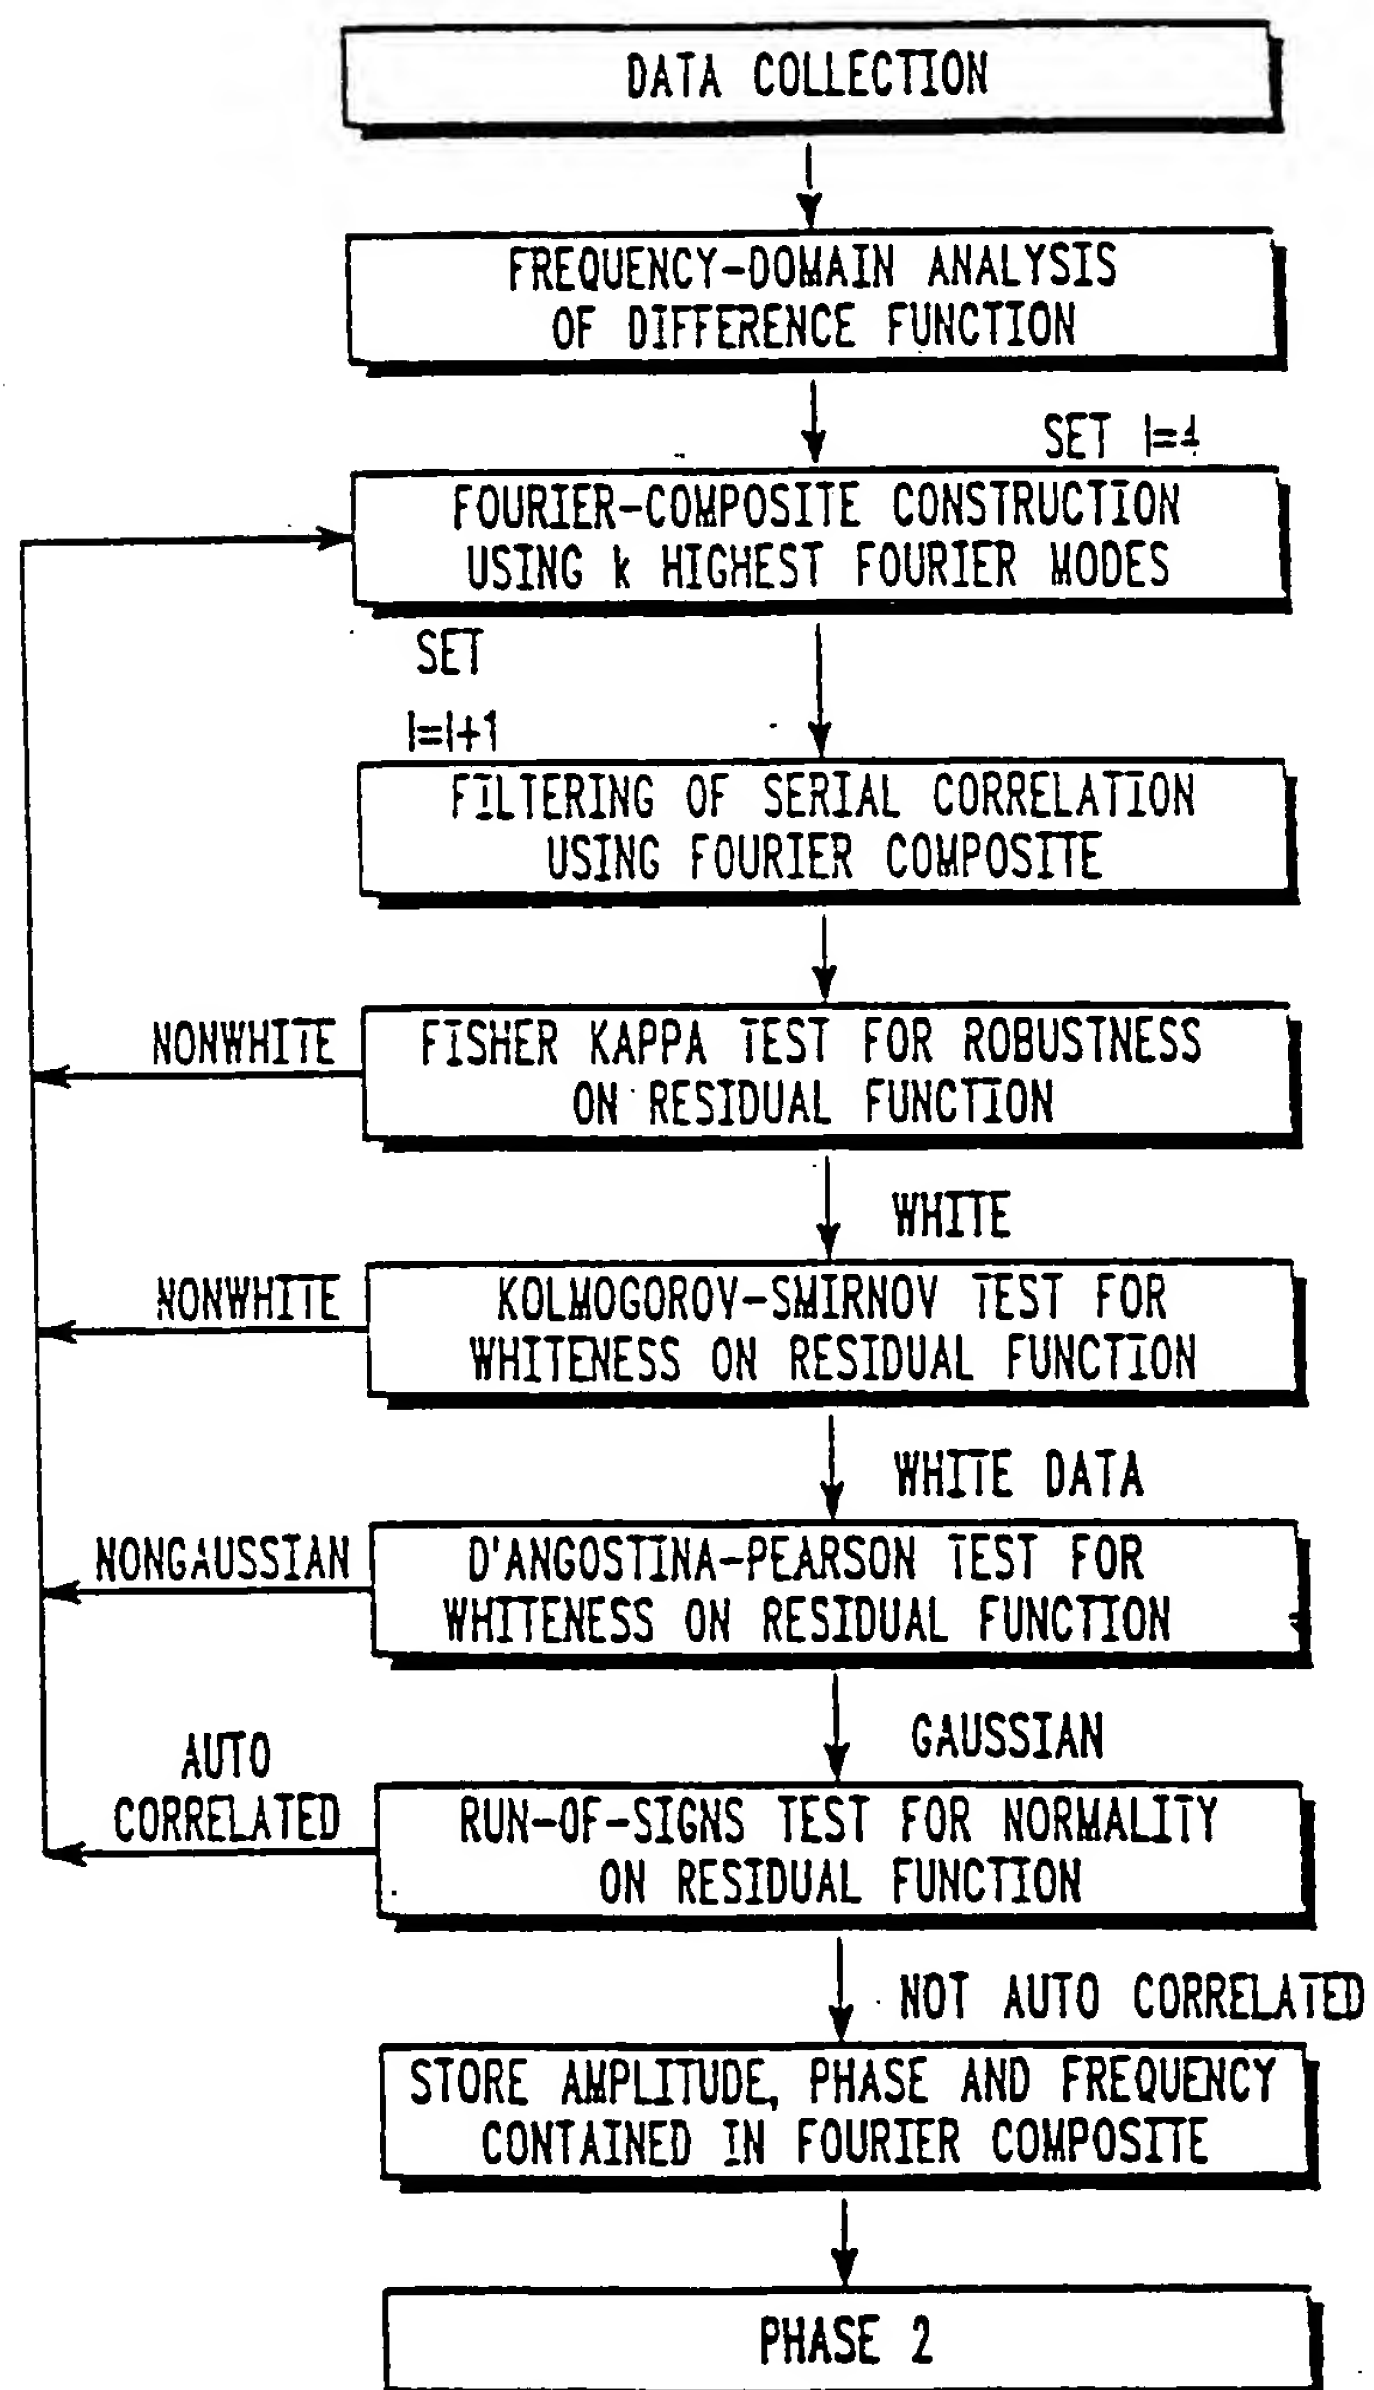 DATA COLLECTION
FREQUENCY-DOMAIN ANALYSIS
OF DIFFERENCE FUNCTION
SET I=1
FOURIER-COMPOSITE CONSTRUCTION
USING k HIGHEST FOURIER MODES
SET
I=I+1
FILTERING OF SERIAL CORRELATION
USING FOURIER COMPOSITE
NONWHITE
FISHER KAPPA TEST FOR ROBUSTNESS
ON RESIDUAL FUNCTION
WHITE
NONWHITE
KOLMOGOROV-SMIRNOV TEST FOR
WHITENESS ON RESIDUAL FUNCTION
WHITE DATA
NONGAUSSIAN
D'ANGOSTINA-PEARSON TEST FOR
WHITENESS ON RESIDUAL FUNCTION
GAUSSIAN
AUTO
CORRELATED
RUN-OF-SIGNS TEST FOR NORMALITY
ON RESIDUAL FUNCTION
NOT AUTO CORRELATED
STORE AMPLITUDE, PHASE AND FREQUENCY
CONTAINED IN FOURIER COMPOSITE
PHASE 2